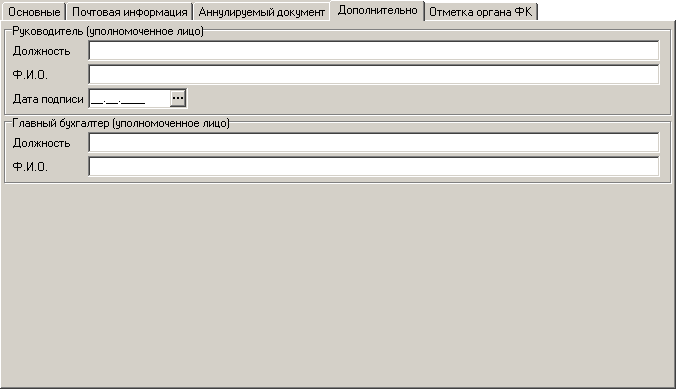 Основные Почтовая информация Аннулируемый документ Дополнительно Отметка органа ФК
Руководитель (уполномоченное лицо)
Должность
Ф.И.О.
Дата подписи __.__.____ ...
Главный бухгалтер (уполномоченное лицо)
Должность
Ф.И.О.